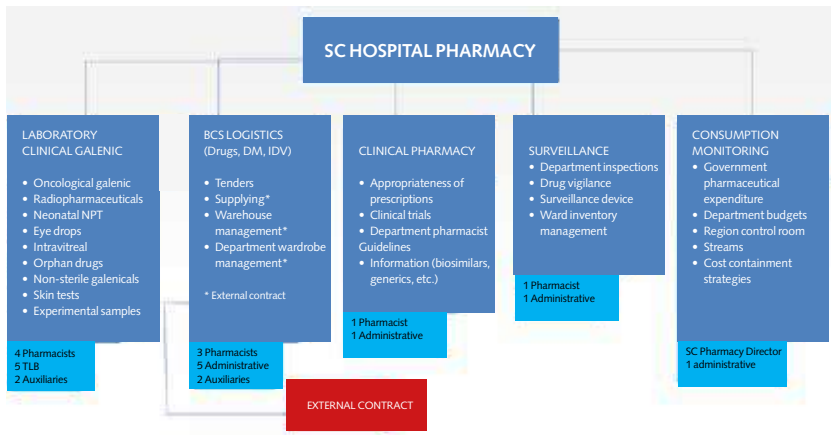 SC HOSPITAL PHARMACY
LABORATORY
CLINICAL GALENIC
• Oncological galenic
• Radiopharmaceuticals
• Neonatal NPT
• Eye drops
• Intravitreal
• Orphan drugs
• Non-sterile galenicals
• Skin tests
• Experimental samples
4 Pharmacists
5 TLB
2 Auxiliaries
BCS LOGISTICS
(Drugs, DM, IDV)
• Tenders
• Supplying*
• Warehouse
management*
• Department wardrobe
management*
* External contract
3 Pharmacists
5 Administrative
2 Auxiliaries
CLINICAL PHARMACY
• Appropriateness of
prescriptions
• Clinical trials
• Department pharmacist
Guidelines
• Information (biosimilars,
generics, etc.)
1 Pharmacist
1 Administrative
SURVEILLANCE
• Department inspections
• Drug vigilance
• Surveillance device
• Ward inventory
management
1 Pharmacist
1 Administrative
CONSUMPTION
MONITORING
• Government
pharmaceutical
expenditure
• Department budgets
• Region control room
• Streams
• Cost containment
strategies
SC Pharmacy Director
1 administrative
EXTERNAL CONTRACT